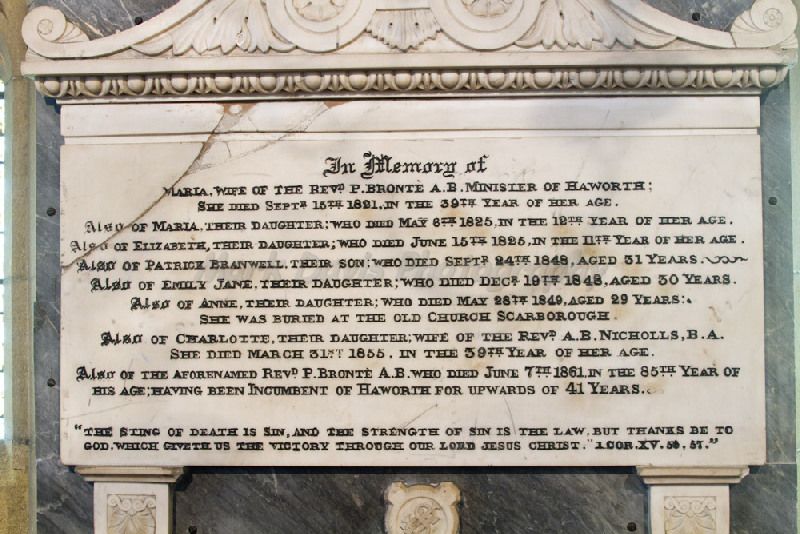 In Memory of
MARIA, WIFE OF THE REVD. P. BRONTË A.B. MINISTER OF HAWORTH;
SHE DIED SEPTR. 15TH 1821, IN THE 39TH YEAR OF HER AGE.
Also OF MARIA, THEIR DAUGHTER; WHO DIED MAY 6TH 1825, IN THE 12TH YEAR OF HER AGE.
Also OF ELIZABETH, THEIR DAUGHTER; WHO DIED JUNE 15TH 1825, IN THE 11TH YEAR OF HER AGE.
Also OF PATRICK BRANWELL, THEIR SON; WHO DIED SEPTR. 24TH 1848, AGED 31 YEARS.
Also OF EMILY JANE, THEIR DAUGHTER; WHO DIED DECR. 19TH 1848, AGED 30 YEARS.
Also OF ANNE, THEIR DAUGHTER; WHO DIED MAY 28TH 1849, AGED 29 YEARS:
SHE WAS BURIED AT THE OLD CHURCH SCARBOROUGH.
Also OF CHARLOTTE, THEIR DAUGHTER; WIFE OF THE REVD. A.B. NICHOLLS, B.A.
SHE DIED MARCH 31ST 1855, IN THE 39TH YEAR OF HER AGE.
Also OF THE AFORENAMED REVD. P. BRONTË A.B. WHO DIED JUNE 7TH 1861, IN THE 85TH YEAR OF
HIS AGE; HAVING BEEN INCUMBENT OF HAWORTH FOR UPWARDS OF 41 YEARS.
"THE STING OF DEATH IS SIN, AND THE STRENGTH OF SIN IS THE LAW, BUT THANKS BE TO
GOD, WHICH GIVETH US THE VICTORY THROUGH OUR LORD JESUS CHRIST." 1.COR.XV. 56, 57."